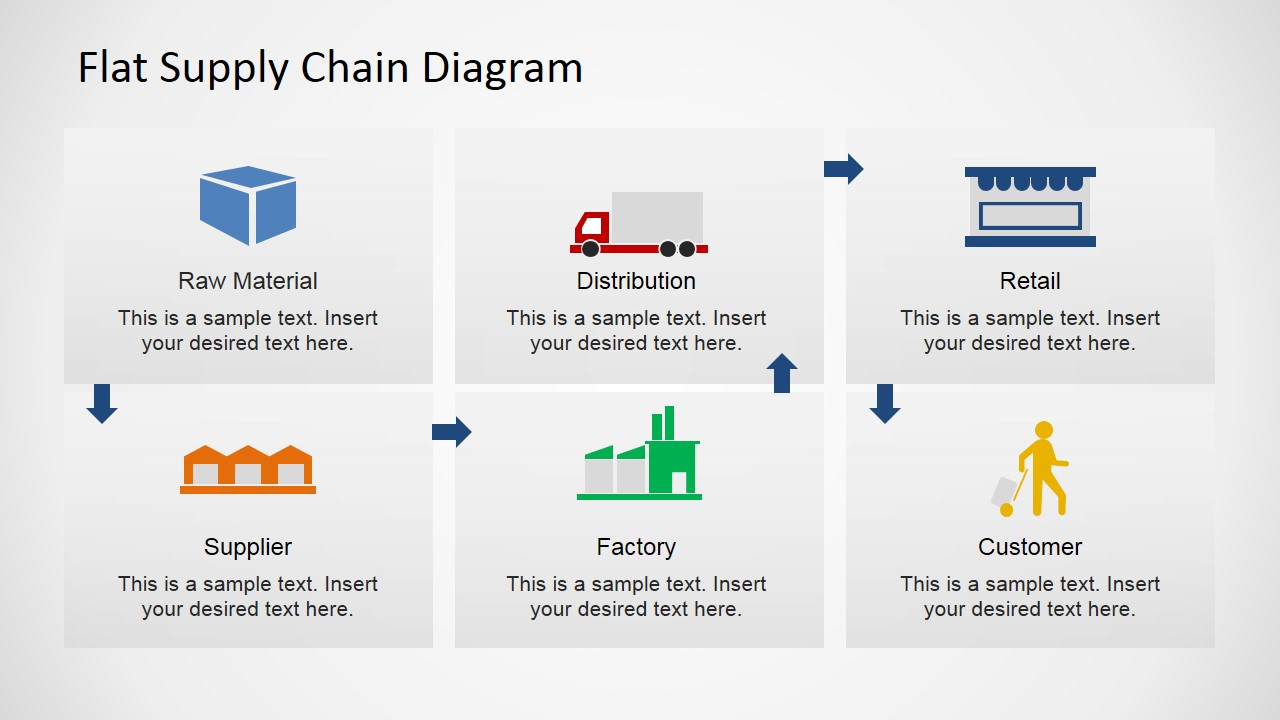 Flat Supply Chain Diagram
Raw Material
This is a sample text. Insert
your desired text here.
Distribution
This is a sample text. Insert
your desired text here.
Retail
This is a sample text. Insert
your desired text here.
Supplier
This is a sample text. Insert
your desired text here.
Factory
This is a sample text. Insert
your desired text here.
Customer
This is a sample text. Insert
your desired text here.